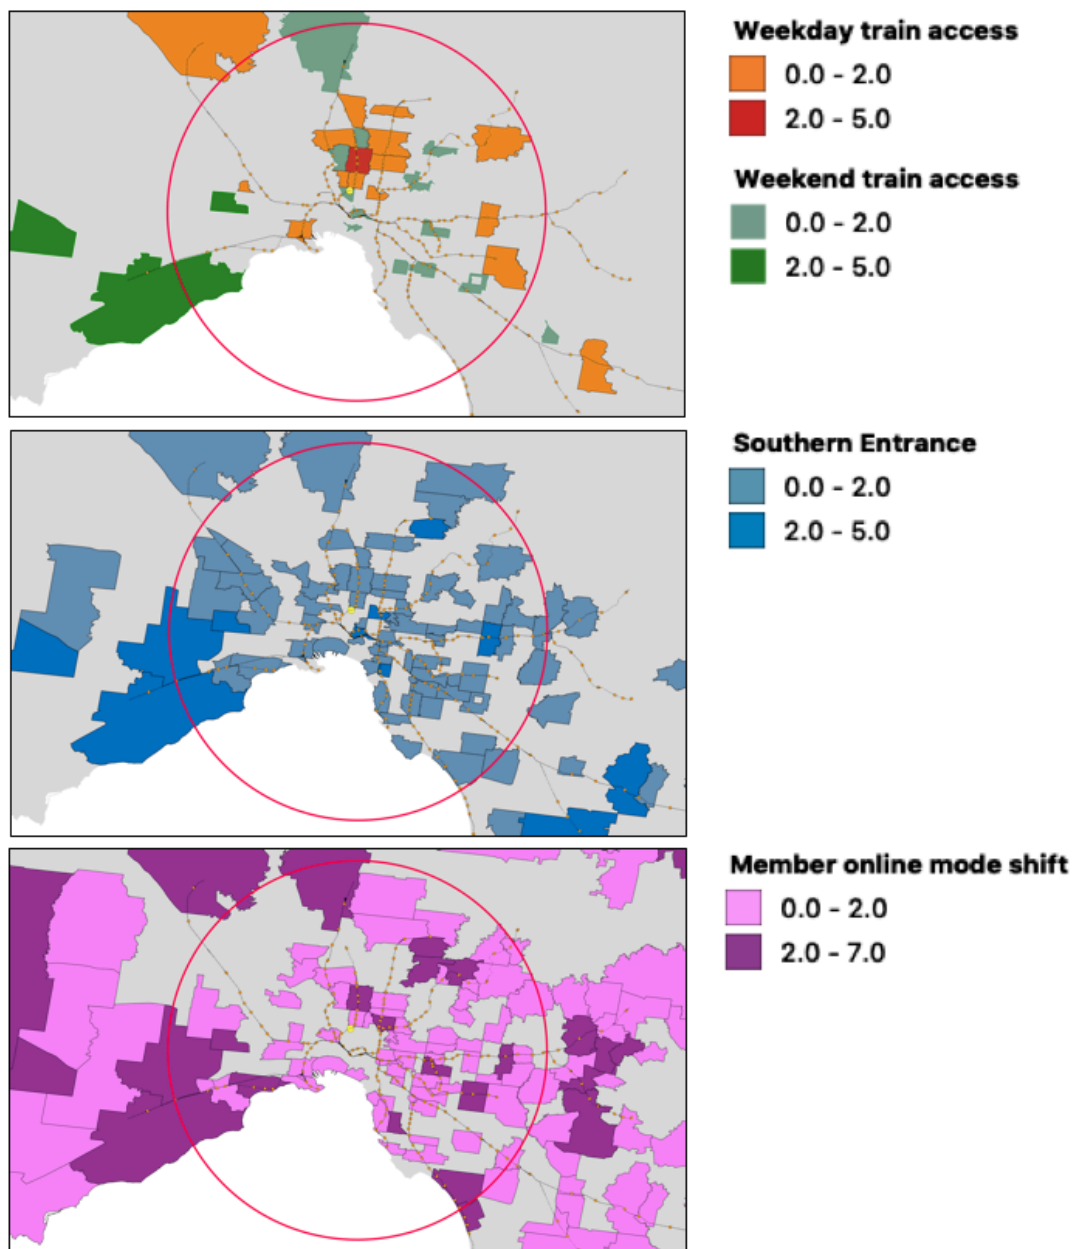 Weekday train access
0.0 - 2.0
2.0 - 5.0
Weekend train access
0.0 - 2.0
2.0 - 5.0
Southern Entrance
0.0 - 2.0
2.0 - 5.0
Member online mode shift
0.0 - 2.0
2.0 - 7.0